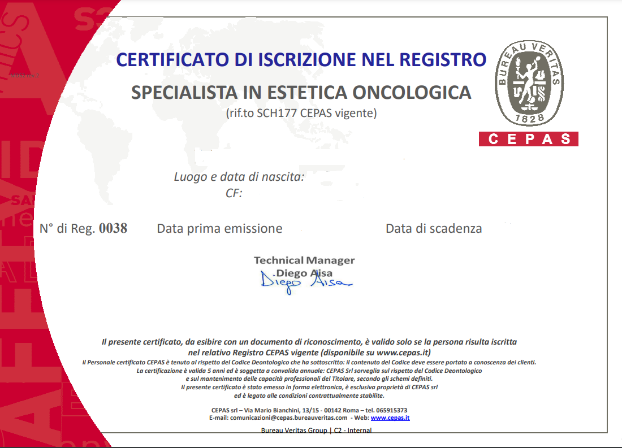 CERTIFICATO DI ISCRIZIONE NEL REGISTRO
SPECIALISTA IN ESTETICA ONCOLOGICA
(rif.to SCH177 CEPAS vigente)
BUREAU VERITAS
1828
CEPAS
Luogo e data di nascita:
CF:
N° di Reg. 0038 Data prima emissione Data di scadenza
Technical Manager
Diego Aisa
Diego Aisa
Il presente certificato, da esibire con un documento di riconoscimento, è valido solo se la persona risulta iscritta
nel relativo Registro CEPAS vigente (disponibile su www.cepas.it)
Il Personale certificato CEPAS è tenuto al rispetto del Codice Deontologico che ha sottoscritto: il contenuto del Codice deve essere portato a conoscenza dei clienti.
La certificazione è valida 5 anni ed è soggetta a convalida annuale: CEPAS Srl sorveglia sul rispetto del Codice Deontologico
e sul mantenimento delle capacità professionali del Titolare, secondo gli schemi definiti.
Il presente certificato è stato emesso in forma elettronica, è esclusiva proprietà di CEPAS srl
ed è legato alle condizioni contrattualmente stabilite.
CEPAS srl – Via Mario Bianchini, 13/15 - 00142 Roma – tel. 065915373
E-mail: comunicazioni@cepas.bureauveritas.com - Web: www.cepas.it
Bureau Veritas Group | C2 - Internal